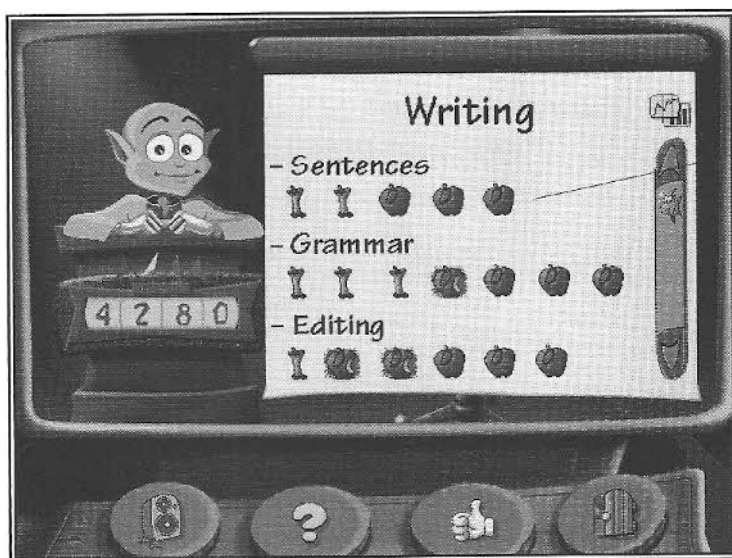 Writing
- Sentences
- Grammar
4280
- Editing
?